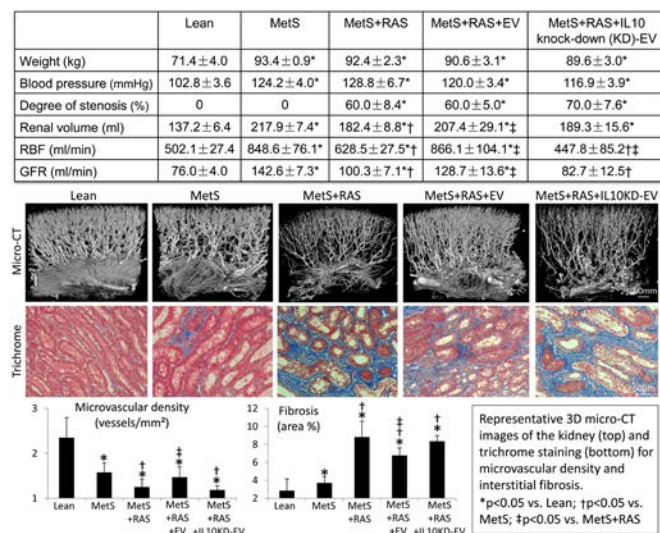 Lean MetS MetS+RAS MetS+RAS+EV MetS+RAS+IL10 knock-down (KD)-EV
Weight (kg) 71.4±4.0 93.4±0.9* 92.4±2.3* 90.6±3.1* 89.6±3.0*
Blood pressure (mmHg) 102.8±3.6 124.2±4.0* 128.8±6.7* 120.0±3.4* 116.9±3.9*
Degree of stenosis (%) 0 0 60.0±8.4* 60.0±5.0* 70.0±7.6*
Renal volume (ml) 137.2±6.4 217.9±7.4* 182.4±8.8*† 207.4±29.1*‡ 189.3±15.6*
RBF (ml/min) 502.1±27.4 848.6±76.1* 628.5±27.5*† 866.1±104.1*‡ 447.8±85.2†‡
GFR (ml/min) 76.0±4.0 142.6±7.3* 100.3±7.1*† 128.7±13.6*‡ 82.7±12.5†
Lean MetS MetS+RAS MetS+RAS+EV MetS+RAS+IL10KD-EV
Micro-CT
Trichrome
Microvascular density
(vessels/mm²)
3
2
1
* †* ‡* †*
Lean MetS MetS +RAS MetS +RAS +EV MetS +RAS +IL10KD-EV
Fibrosis
(area %)
12
10
8
6
4
2
* †* ‡†* †*
Lean MetS MetS +RAS MetS +RAS +EV MetS +RAS +IL10KD-EV
Representative 3D micro-CT
images of the kidney (top) and
trichrome staining (bottom) for
microvascular density and
interstitial fibrosis.
*p<0.05 vs. Lean; †p<0.05 vs.
MetS; ‡p<0.05 vs. MetS+RAS